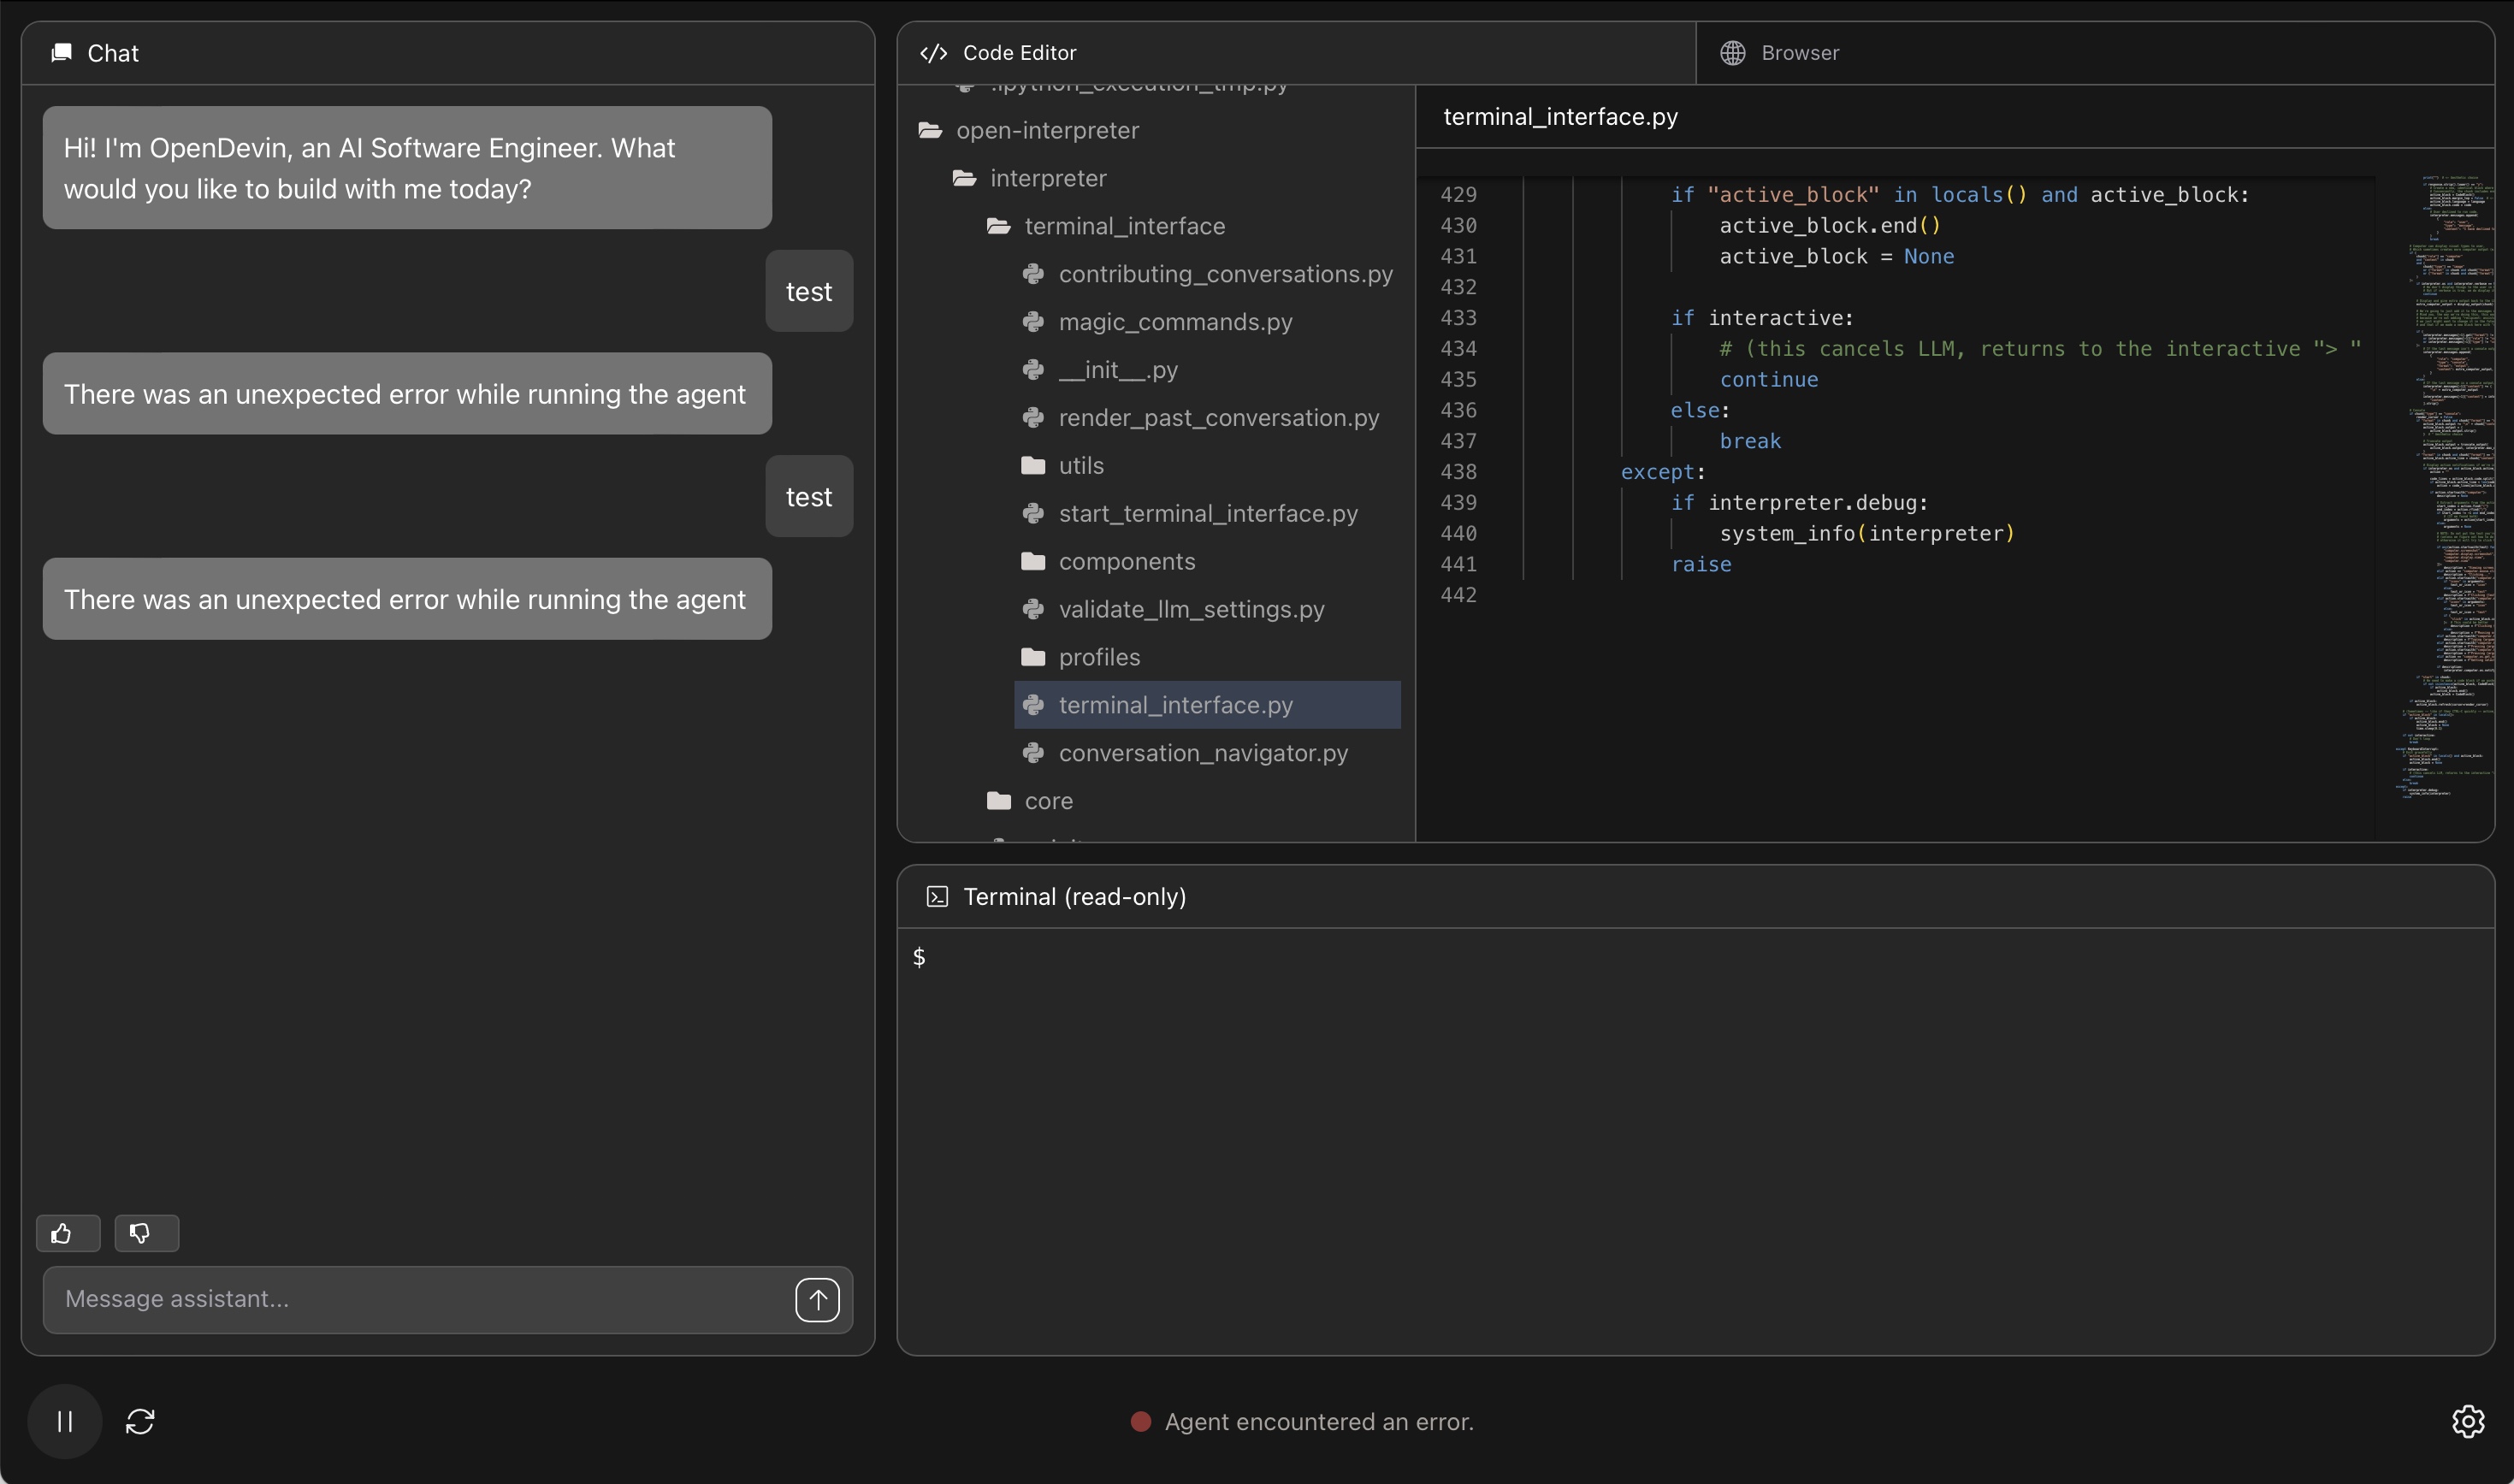 Chat
Hi! I'm OpenDevin, an AI Software Engineer. What
would you like to build with me today?
test
There was an unexpected error while running the agent
test
There was an unexpected error while running the agent
Message assistant...
Code Editor
Browser
.ipython_execution_tmp.py
open-interpreter
interpreter
terminal_interface
contributing_conversations.py
magic_commands.py
__init__.py
render_past_conversation.py
utils
start_terminal_interface.py
components
validate_llm_settings.py
profiles
terminal_interface.py
conversation_navigator.py
core
terminal_interface.py
429 if "active_block" in locals() and active_block:
430 active_block.end()
431 active_block = None
432
433 if interactive:
434 # (this cancels LLM, returns to the interactive "> "
435 continue
436 else:
437 break
438 except:
439 if interpreter.debug:
440 system_info(interpreter)
441 raise
442
Terminal (read-only)
$
Agent encountered an error.